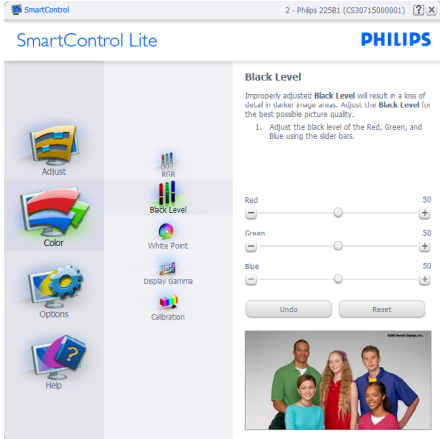 SmartControl
2 - Philips 225B1 (CS30715000001)
SmartControl Lite
PHILIPS
Adjust
Color
Options
Help
RGB
Black Level
White Point
Display Gamma
Calibration
Black Level
Improperly adjusted Black Level will result in a loss of
detail in darker image areas. Adjust the Black Level for
the best possible picture quality.
1. Adjust the black level of the Red, Green, and
Blue using the slider bars.
Red 50
Green 50
Blue 50
Undo
Reset